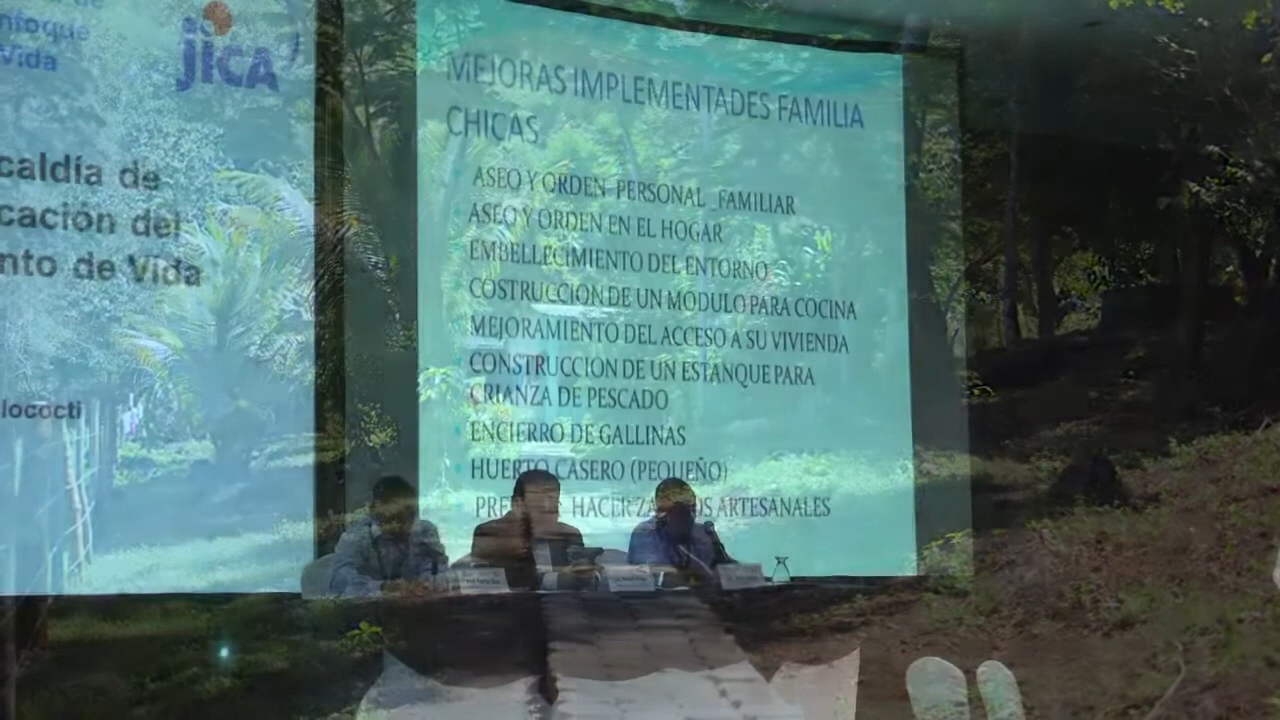 nfoque
Vida
jICA
caldía de
cación del
nto de Vida
lococti
MEJORAS IMPLEMENTADES FAMILIA
CHICAS
ASEO Y ORDEN PERSONAL FAMILIAR
ASEO Y ORDEN EN EL HOGAR
EMBELLECIMIENTO DEL ENTORNO
COSTRUCCION DE UN MODULO PARA COCINA
MEJORAMIENTO DEL ACCESO A SU VIVIENDA
CONSTRUCCION DE UN ESTANQUE PARA
CRIANZA DE PESCADO
ENCIERRO DE GALLINAS
HUERTO CASERO (PEQUEÑO)
HACER ARTESANALES